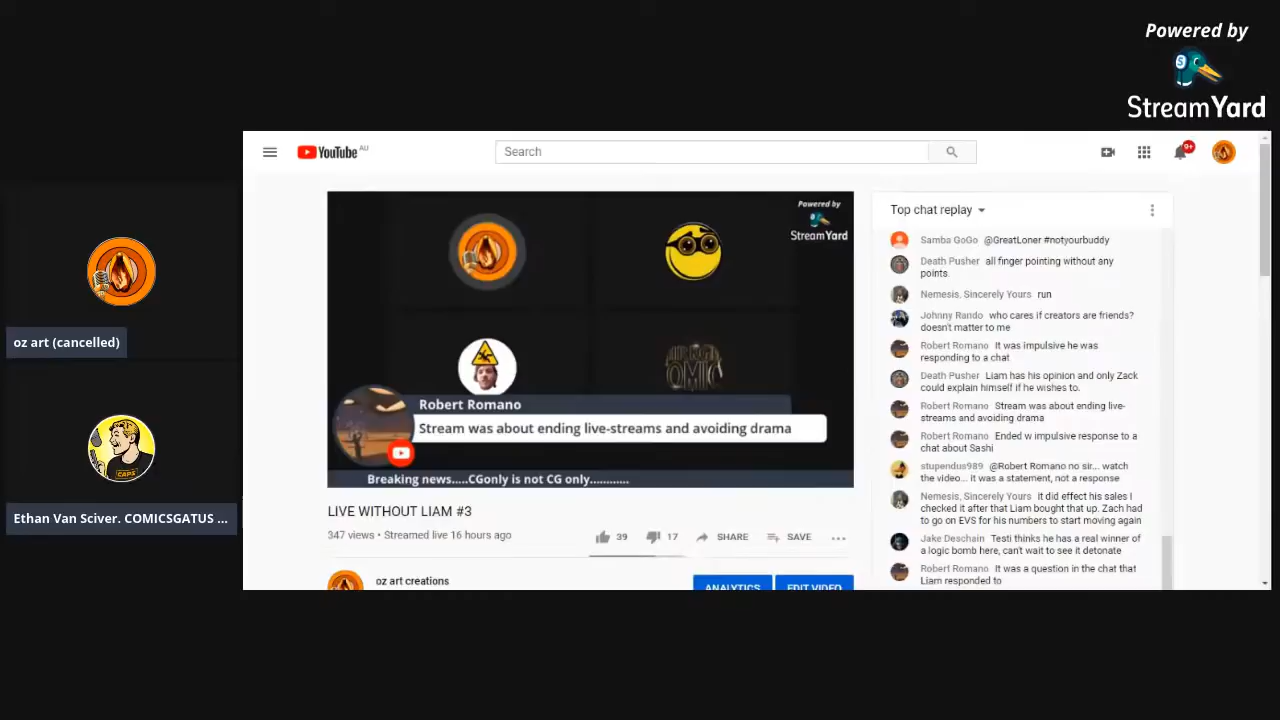 Powered by
StreamYard
YouTube AU
Search
9+
oz art (cancelled)
Ethan Van Sciver. COMICSGATUS ...
CAPS
Powered by
StreamYard
Robert Romano
Stream was about ending live-streams and avoiding drama
Breaking news.....CGonly is not CG only............
LIVE WITHOUT LIAM #3
347 views • Streamed live 16 hours ago
39
17
SHARE
SAVE
oz art creations
ANALYTICS
EDIT VIDEO
Top chat replay
Samba GoGo @GreatLoner #notyourbuddy
Death Pusher all finger pointing without any
points.
Nemesis, Sincerely Yours run
Johnny Rando who cares if creators are friends?
doesn't matter to me
Robert Romano It was impulsive he was
responding to a chat
Death Pusher Liam has his opinion and only Zack
could explain himself if he wishes to.
Robert Romano Stream was about ending live-
streams and avoiding drama
Robert Romano Ended w impulsive response to a
chat about Sashi
stupendus989 @Robert Romano no sir... watch
the video... it was a statement, not a response
Nemesis, Sincerely Yours it did effect his sales I
checked it after that Liam bought that up. Zach had
to go on EVS for his numbers to start moving again
Jake Deschain Testi thinks he has a real winner of
a logic bomb here, can't wait to see it detonate
Robert Romano It was a question in the chat that
Liam responded to